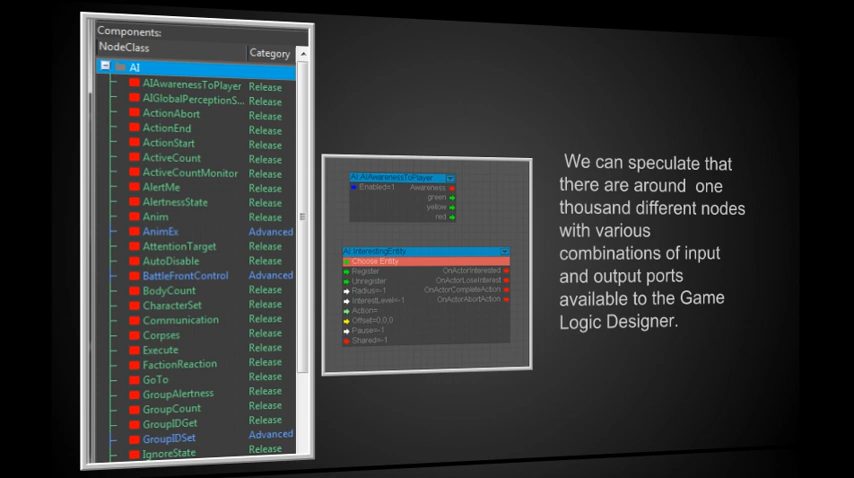 Components:
NodeClass Category
AI
AIAwarenessToPlayer Release
AIGlobalPerceptionS... Release
ActionAbort Release
ActionEnd Release
ActionStart Release
ActiveCount Release
ActiveCountMonitor Release
AlertMe Release
AlertnessState Release
Anim Release
AnimEx Advanced
AttentionTarget Release
AutoDisable Release
BattleFrontControl Advanced
BodyCount Release
CharacterSet Release
Communication Release
Corpses Release
Execute Release
FactionReaction Release
GoTo Release
GroupAlertness Release
GroupCount Release
GroupIDGet Release
GroupIDSet Advanced
IgnoreState Release
AI:AIAwarenessToPlayer
Enabled=1 Awareness
green
yellow
red
AI:InterestingEntity
Choose Entity
Register OnActorInterested
Unregister OnActorLoseInterest
Radius=-1 OnActorCompleteAction
InterestLevel=-1 OnActorAbortAction
Action=
Offset=0,0,0
Pause=-1
Shared=-1
We can speculate that
there are around one
thousand different nodes
with various
combinations of input
and output ports
available to the Game
Logic Designer.